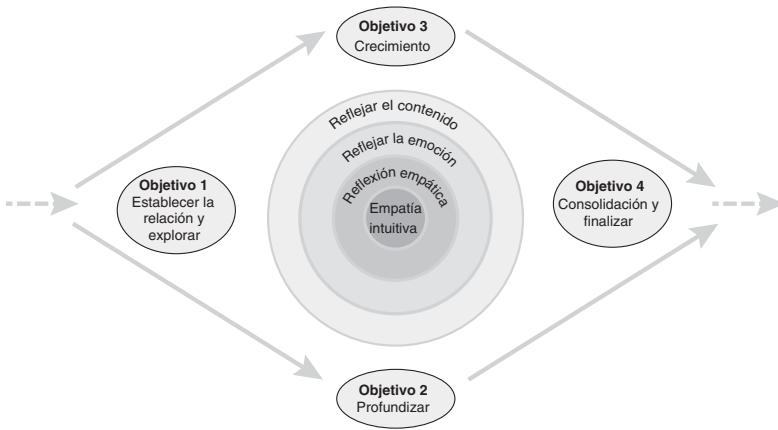 Objetivo 3
Crecimiento
Reflejar el contenido
Reflejar la emoción
Reflexión empática
Empatía
intuitiva
Objetivo 1
Establecer la
relación y
explorar
Objetivo 4
Consolidación y
finalizar
Objetivo 2
Profundizar